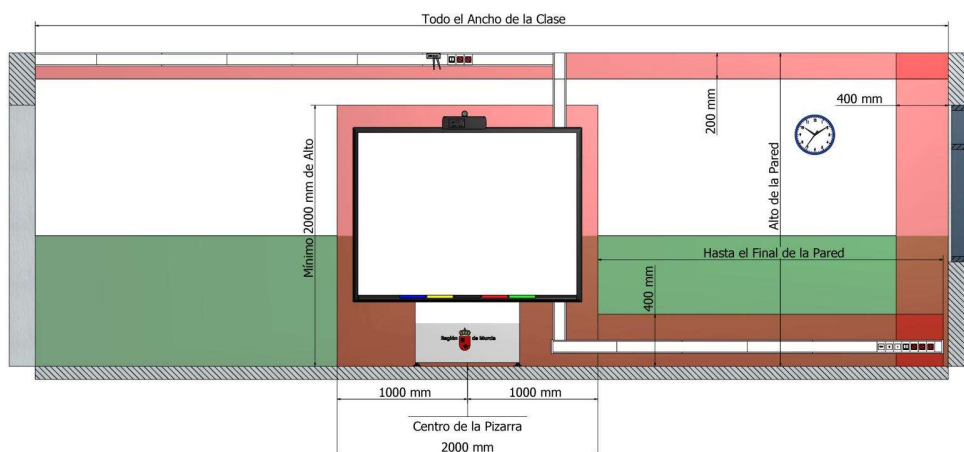 Todo el Ancho de la Clase
400 mm
200 mm
Alto de la Pared
Mínimo 2000 mm de Alto
Hasta el Final de la Pared
400 mm
Región de Murcia
1000 mm
1000 mm
Centro de la Pizarra
2000 mm